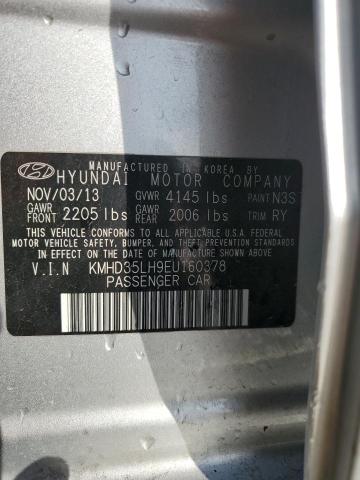 MANUFACTURED IN KOREA BY
HYUNDAI MOTOR COMPANY
NOV/03/13 GVWR 4145 lbs PAINT N3S
GAWR FRONT 2205 lbs GAWR REAR 2006 lbs TRIM RY
THIS VEHICLE CONFORMS TO ALL APPLICABLE U.S. FEDERAL
MOTOR VEHICLE SAFETY, BUMPER, AND THEFT PREVENTION
STANDARDS IN EFFECT ON THE DATE OF MANUFACTURE SHOWN ABOVE.
V.I.N KMHD35LH9EU160378
PASSENGER CAR